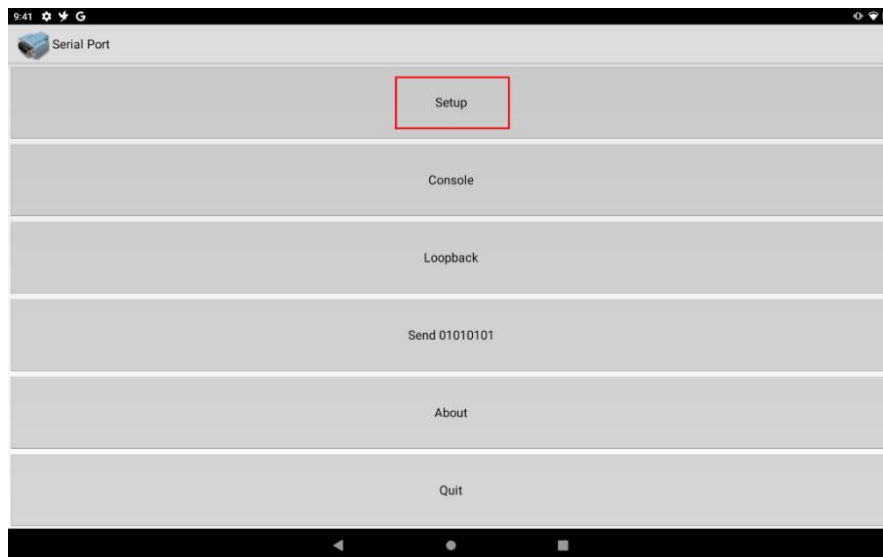 9:41 G
Serial Port
Setup
Console
Loopback
Send 01010101
About
Quit